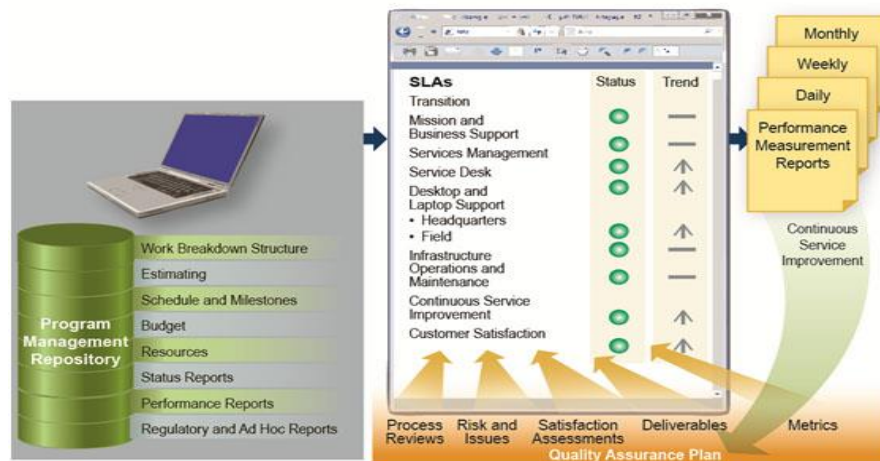 Program
Management
Repository
Work Breakdown Structure
Estimating
Schedule and Milestones
Budget
Resources
Status Reports
Performance Reports
Regulatory and Ad Hoc Reports
SLAs
Status
Trend
Transition
Mission and
Business Support
Services Management
Service Desk
Desktop and
Laptop Support
• Headquarters
• Field
Infrastructure
Operations and
Maintenance
Continuous Service
Improvement
Customer Satisfaction
Monthly
Weekly
Daily
Performance
Measurement
Reports
Continuous
Service
Improvement
Process
Reviews
Risk and
Issues
Satisfaction
Assessments
Deliverables
Metrics
Quality Assurance Plan